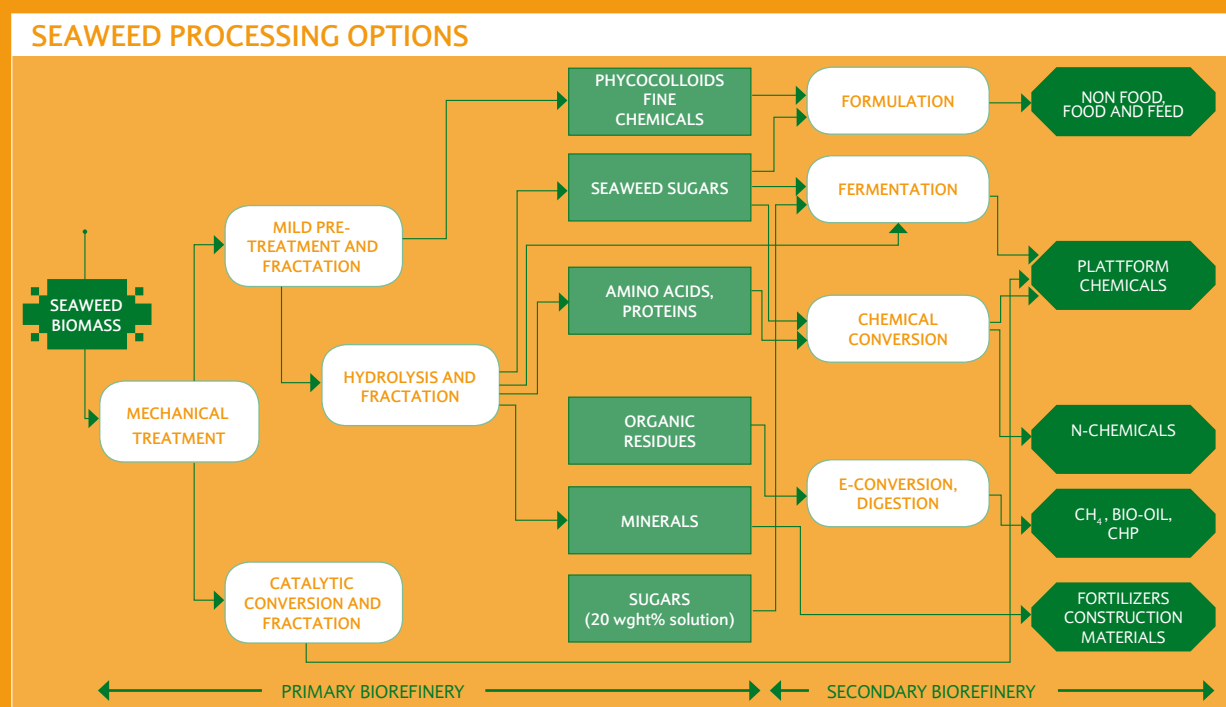 SEAWEED PROCESSING OPTIONS
SEAWEED
BIOMASS
MECHANICAL
TREATMENT
MILD PRE-
TREATMENT AND
FRACTATION
HYDROLYSIS AND
FRACTATION
CATALYTIC
CONVERSION AND
FRACTATION
PHYCOCOLLOIDS
FINE
CHEMICALS
SEAWEED SUGARS
AMINO ACIDS,
PROTEINS
ORGANIC
RESIDUES
MINERALS
SUGARS
(20 wght% solution)
FORMULATION
FERMENTATION
CHEMICAL
CONVERSION
E-CONVERSION,
DIGESTION
NON FOOD,
FOOD AND FEED
PLATTFORM
CHEMICALS
N-CHEMICALS
CH₄, BIO-OIL,
CHP
FORTILIZERS
CONSTRUCTION
MATERIALS
PRIMARY BIOREFINERY
SECONDARY BIOREFINERY